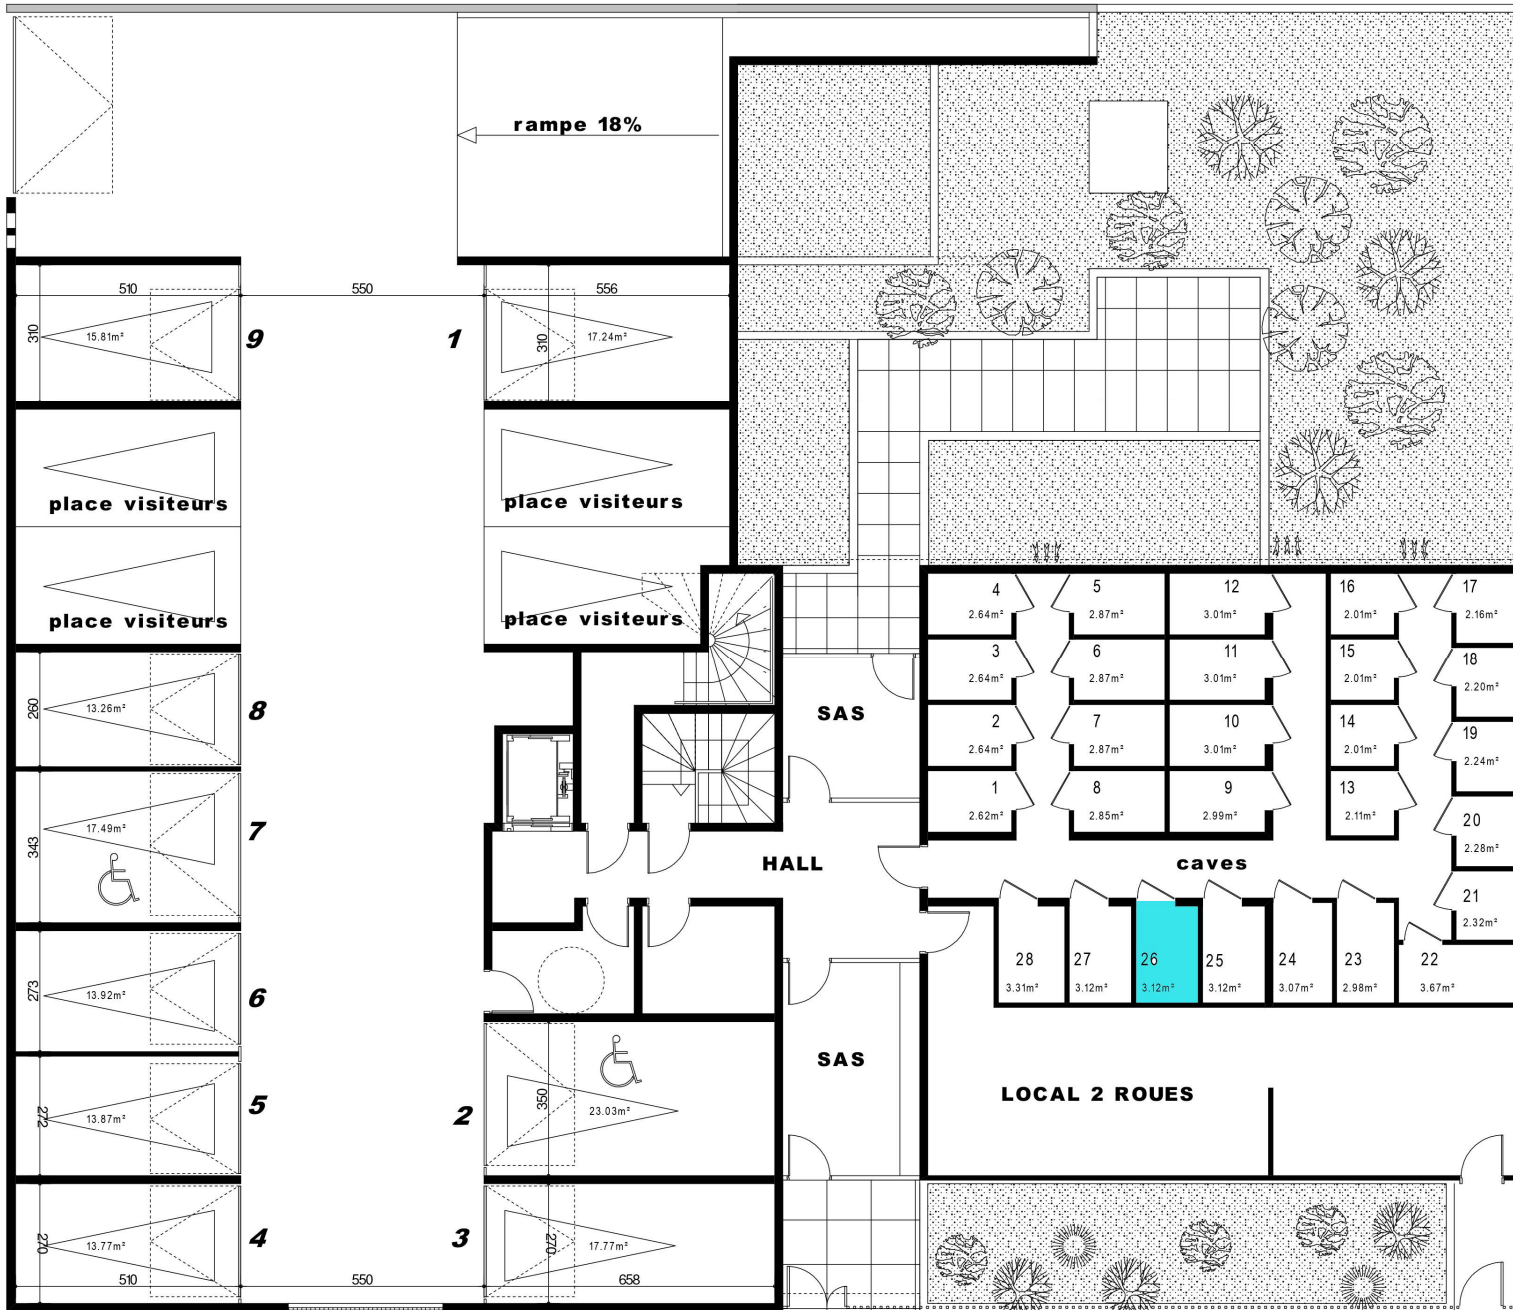 rampe 18%
510
550
556
310
15.81m²
9
1
310
17.24m²
place visiteurs
place visiteurs
place visiteurs
place visiteurs
260
13.26m²
8
343
17.49m²
7
273
13.92m²
6
272
13.87m²
5
2
350
23.03m²
270
13.77m²
4
3
270
17.77m²
510
550
658
SAS
HALL
SAS
4
2.64m²
5
2.87m²
12
3.01m²
16
2.01m²
17
2.16m²
3
2.64m²
6
2.87m²
11
3.01m²
15
2.01m²
18
2.20m²
2
2.64m²
7
2.87m²
10
3.01m²
14
2.01m²
19
2.24m²
1
2.62m²
8
2.85m²
9
2.99m²
13
2.11m²
20
2.28m²
caves
21
2.32m²
28
3.31m²
27
3.12m²
26
3.12m²
25
3.12m²
24
3.07m²
23
2.98m²
22
3.67m²
LOCAL 2 ROUES